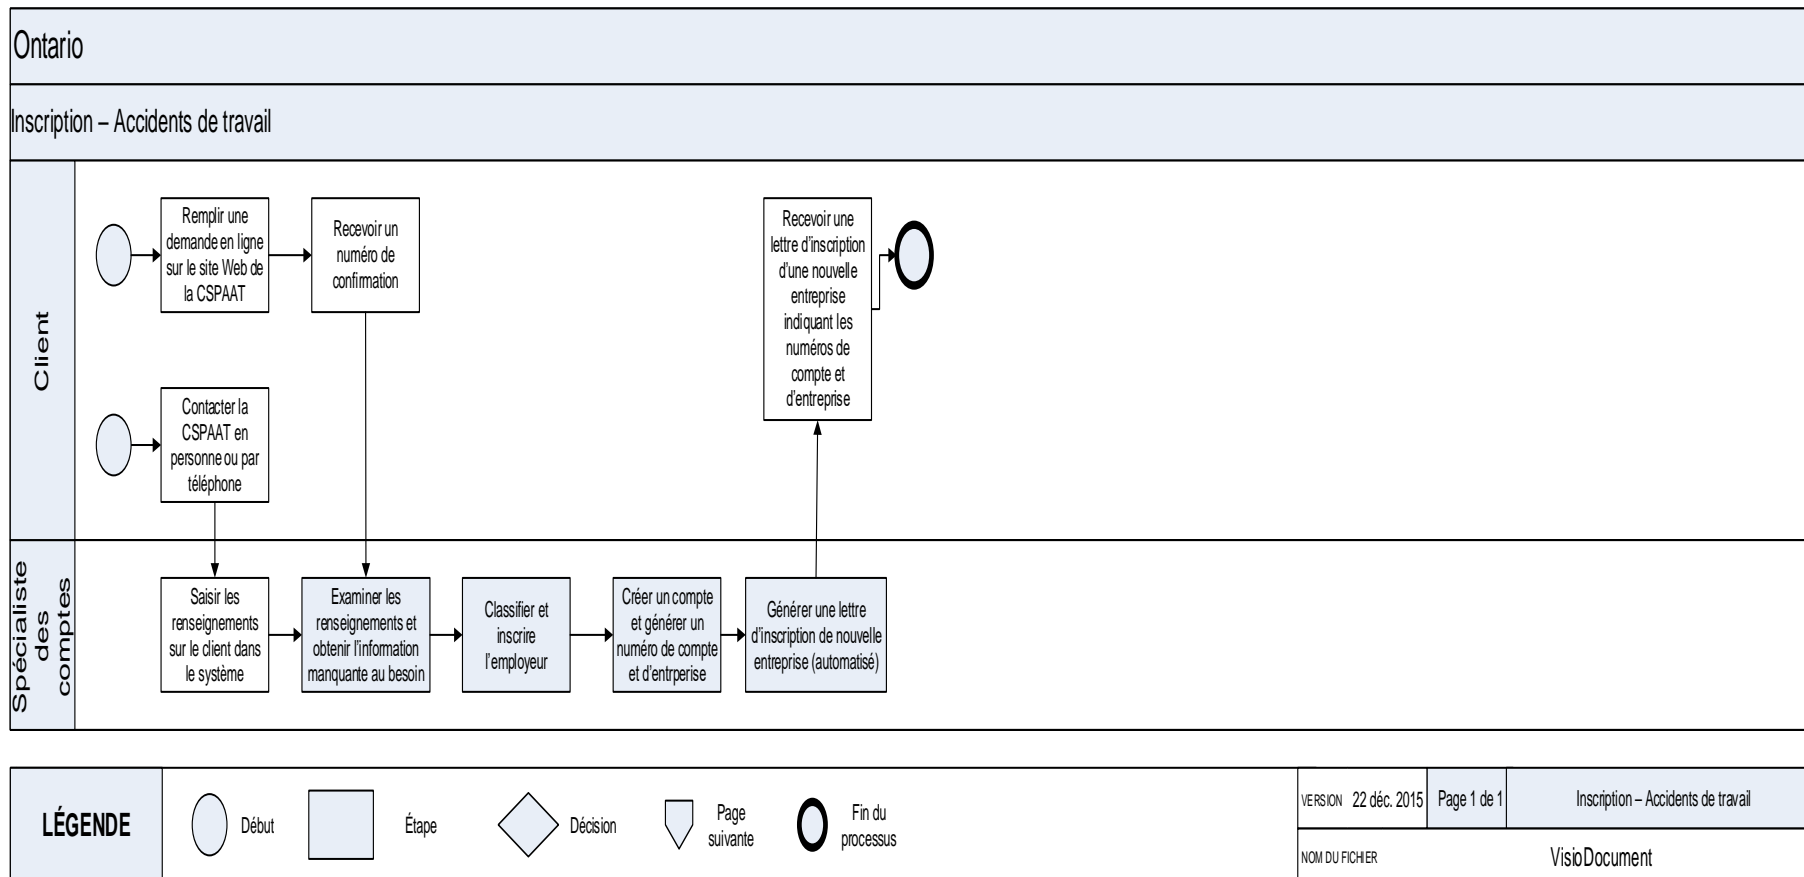 Ontario
Inscription – Accidents de travail
Client
Remplir une
demande en ligne
sur le site Web de
la CSPAAT
Recevoir un
numéro de
confirmation
Recevoir une
lettre d'inscription
d'une nouvelle
entreprise
indiquant les
numéros de
compte et
d'entreprise
Contacter la
CSPAAT en
personne ou par
téléphone
Spécialiste
des
comptes
Saisir les
renseignements
sur le client dans
le système
Examiner les
renseignements et
obtenir l'information
manquante au besoin
Classifier et
inscrire
l'employeur
Créer un compte
et générer un
numéro de compte
et d'entrperise
Générer une lettre
d'inscription de nouvelle
entreprise (automatisé)
LÉGENDE
Début
Étape
Décision
Page
suivante
Fin du
processus
VERSION 22 déc. 2015
Page 1 de 1
Inscription – Accidents de travail
NOM DU FICHIER
VisioDocument